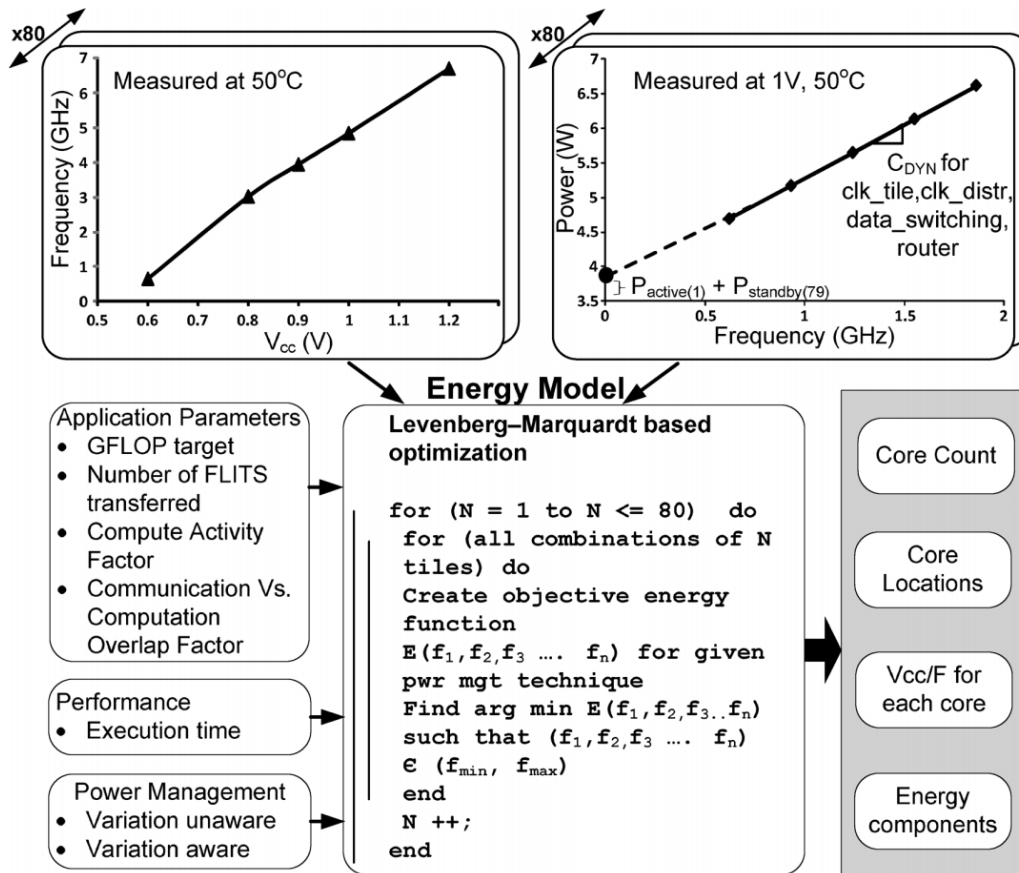 x80
Measured at 50°C
Frequency (GHz)
7
6
5
4
3
2
1
0
0.5
0.6
0.7
0.8
0.9
1
1.1
1.2
Vcc (V)
x80
Measured at 1V, 50°C
Power (W)
7
6.5
6
5.5
5
4.5
4
3.5
CDYN for
clk_tile,clk_distr,
data_switching,
router
Pactive(1) + Pstandby(79)
0
0.5
1
1.5
2
Frequency (GHz)
Energy Model
Application Parameters
• GFLOP target
• Number of FLITS
transferred
• Compute Activity
Factor
• Communication Vs.
Computation
Overlap Factor
Performance
• Execution time
Power Management
• Variation unaware
• Variation aware
Levenberg–Marquardt based
optimization
for (N = 1 to N <= 80) do
for (all combinations of N
tiles) do
Create objective energy
function
E(f1,f2,f3 …. fn) for given
pwr mgt technique
Find arg min E(f1,f2,f3..fn)
such that (f1,f2,f3 …. fn)
Є (fmin, fmax)
end
N ++;
end
Core Count
Core
Locations
Vcc/F for
each core
Energy
components